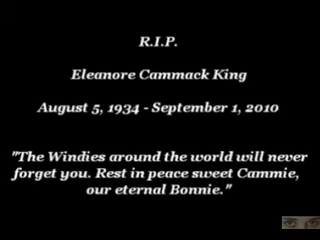 R.I.P.
Eleanore Cammack King
August 5, 1934 - September 1, 2010
"The Windies around the world will never
forget you. Rest in peace sweet Cammie,
our eternal Bonnie."